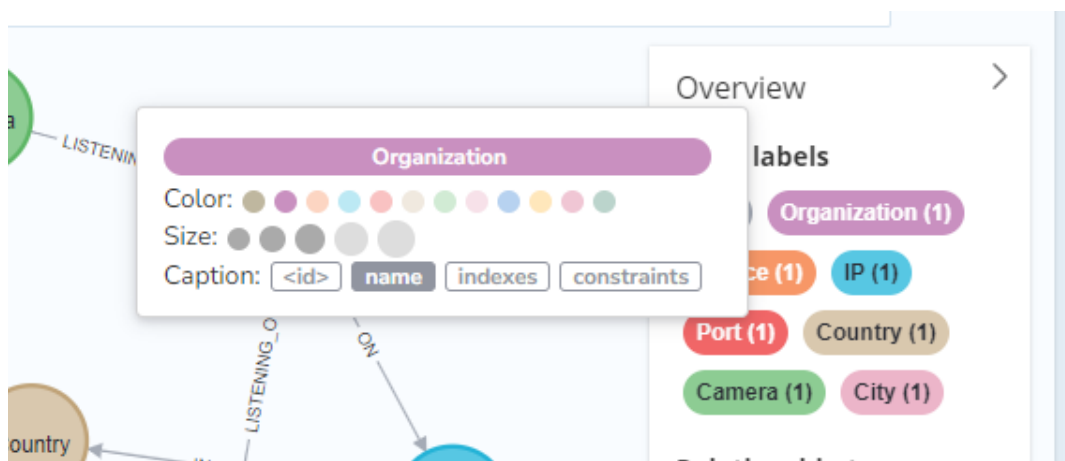 Overview
labels
Organization
Color:
Size:
Caption: <id> name indexes constraints
Organization (1)
IP (1)
Port (1) Country (1)
Camera (1) City (1)
LISTENIN
LISTENING_O
ON
ountry